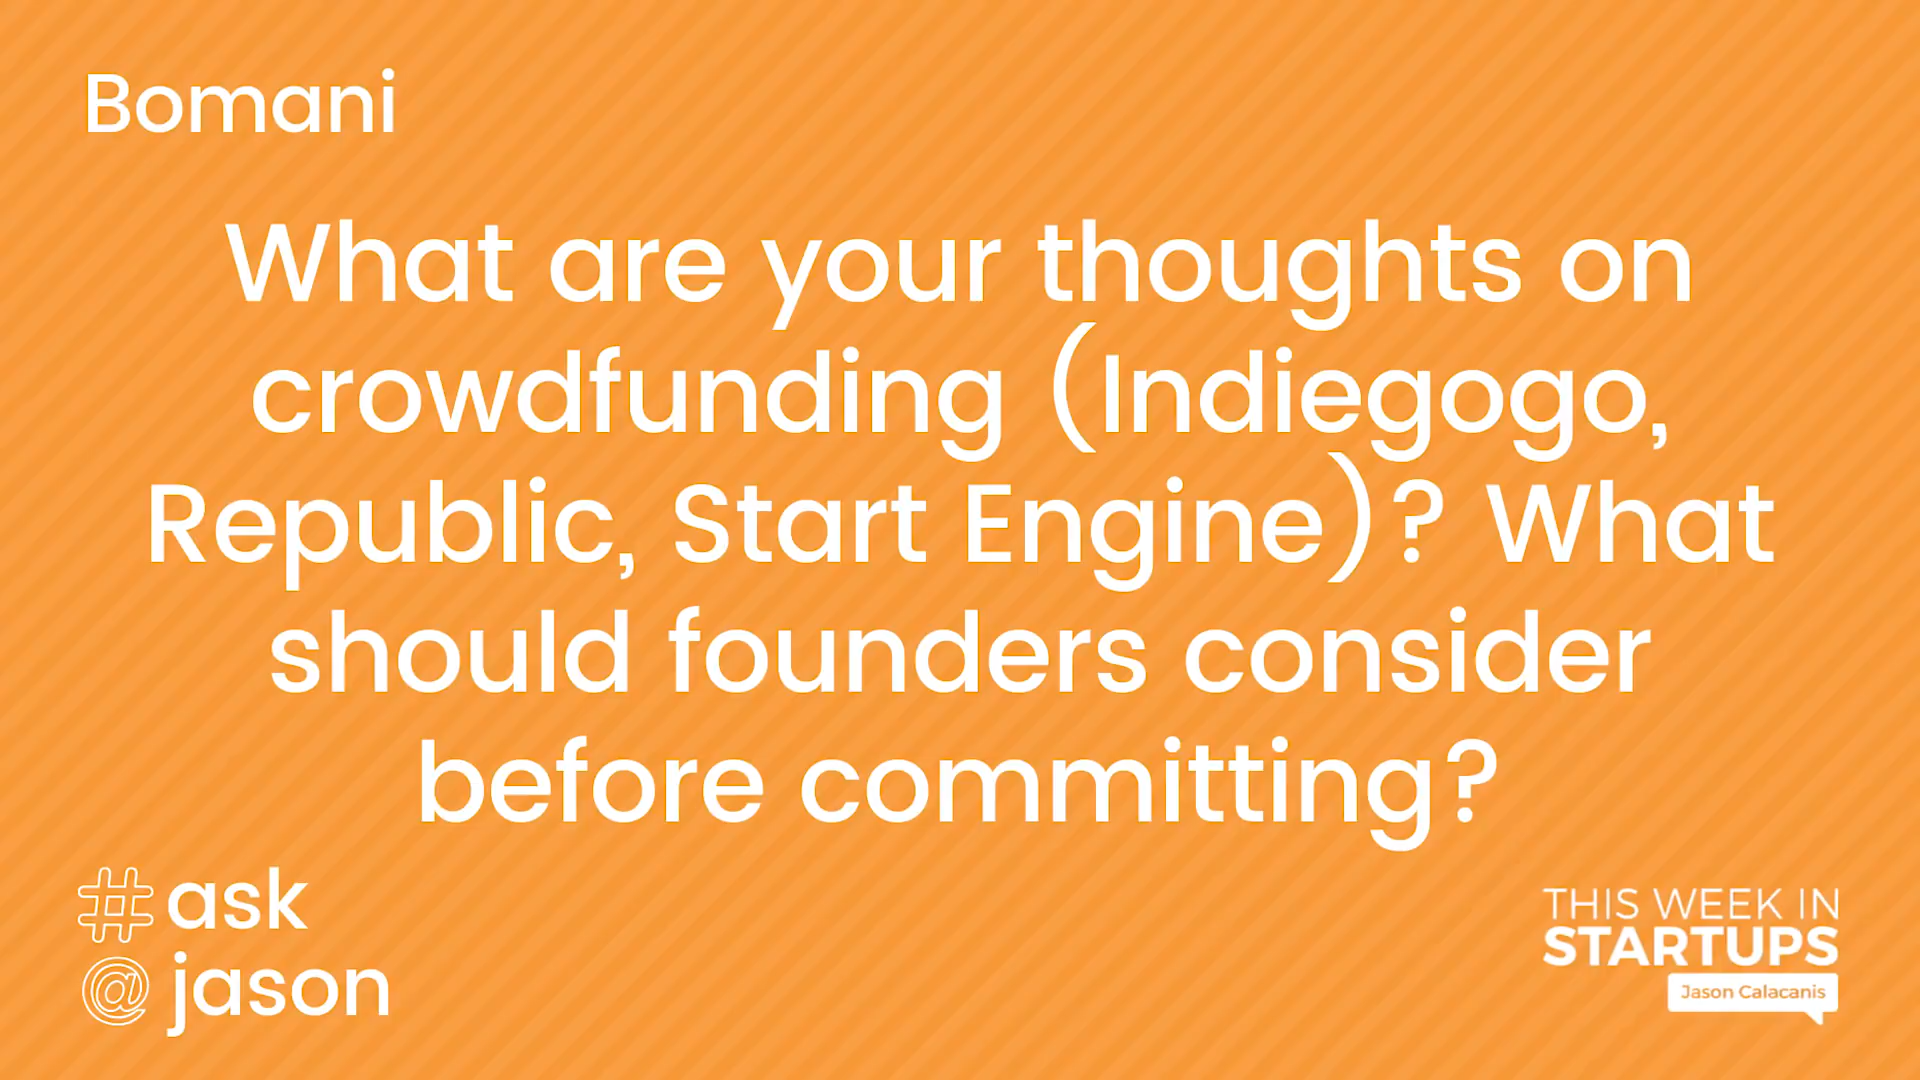 Bomani
What are your thoughts on
crowdfunding (Indiegogo,
Republic, Start Engine)? What
should founders consider
before committing?
#ask
@jason
THIS WEEK IN
STARTUPS
Jason Calacanis